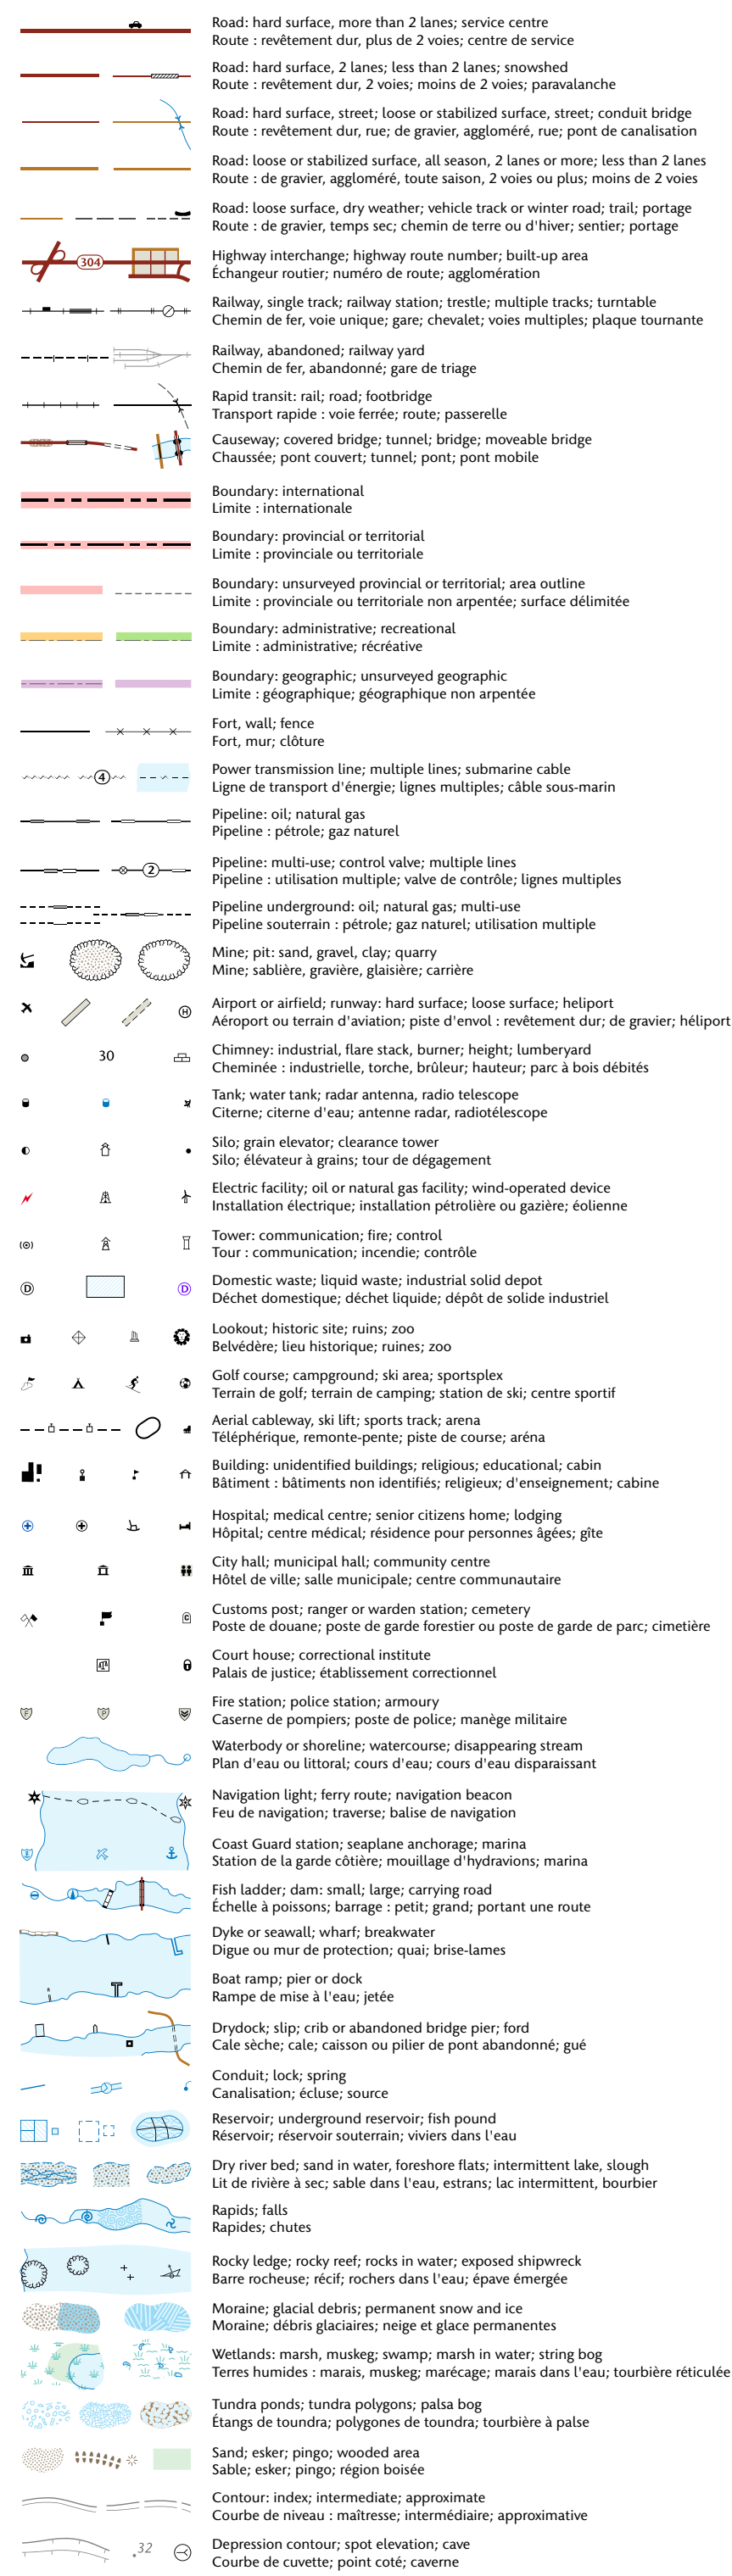 Road: hard surface, more than 2 lanes; service centre
Route : revêtement dur, plus de 2 voies; centre de service
Road: hard surface, 2 lanes; less than 2 lanes; snowshed
Route : revêtement dur, 2 voies; moins de 2 voies; paravalanche
Road: hard surface, street; loose or stabilized surface, street; conduit bridge
Route : revêtement dur, rue; de gravier, aggloméré, rue; pont de canalisation
Road: loose or stabilized surface, all season, 2 lanes or more; less than 2 lanes
Route : de gravier, aggloméré, toute saison, 2 voies ou plus; moins de 2 voies
Road: loose surface, dry weather; vehicle track or winter road; trail; portage
Route : de gravier, temps sec; chemin de terre ou d'hiver; sentier; portage
304
Highway interchange; highway route number; built-up area
Échangeur routier; numéro de route; agglomération
Railway, single track; railway station; trestle; multiple tracks; turntable
Chemin de fer, voie unique; gare; chevalet; voies multiples; plaque tournante
Railway, abandoned; railway yard
Chemin de fer, abandonné; gare de triage
Rapid transit: rail; road; footbridge
Transport rapide : voie ferrée; route; passerelle
Causeway; covered bridge; tunnel; bridge; moveable bridge
Chaussée; pont couvert; tunnel; pont; pont mobile
Boundary: international
Limite : internationale
Boundary: provincial or territorial
Limite : provinciale ou territoriale
Boundary: unsurveyed provincial or territorial; area outline
Limite : provinciale ou territoriale non arpentée; surface délimitée
Boundary: administrative; recreational
Limite : administrative; récréative
Boundary: geographic; unsurveyed geographic
Limite : géographique; géographique non arpentée
Fort, wall; fence
Fort, mur; clôture
4
Power transmission line; multiple lines; submarine cable
Ligne de transport d'énergie; lignes multiples; câble sous-marin
Pipeline: oil; natural gas
Pipeline : pétrole; gaz naturel
2
Pipeline: multi-use; control valve; multiple lines
Pipeline : utilisation multiple; valve de contrôle; lignes multiples
Pipeline underground: oil; natural gas; multi-use
Pipeline souterrain : pétrole; gaz naturel; utilisation multiple
Mine; pit: sand, gravel, clay; quarry
Mine; sablière, gravière, glaisière; carrière
H
Airport or airfield; runway: hard surface; loose surface; heliport
Aéroport ou terrain d'aviation; piste d'envol : revêtement dur; de gravier; héliport
30
Chimney: industrial, flare stack, burner; height; lumberyard
Cheminée : industrielle, torche, brûleur; hauteur; parc à bois débités
Tank; water tank; radar antenna, radio telescope
Citerne; citerne d'eau; antenne radar, radiotélescope
Silo; grain elevator; clearance tower
Silo; élévateur à grains; tour de dégagement
Electric facility; oil or natural gas facility; wind-operated device
Installation électrique; installation pétrolière ou gazière; éolienne
Tower: communication; fire; control
Tour : communication; incendie; contrôle
D D
Domestic waste; liquid waste; industrial solid depot
Déchet domestique; déchet liquide; dépôt de solide industriel
Lookout; historic site; ruins; zoo
Belvédère; lieu historique; ruines; zoo
Golf course; campground; ski area; sportsplex
Terrain de golf; terrain de camping; station de ski; centre sportif
Aerial cableway, ski lift; sports track; arena
Téléphérique, remonte-pente; piste de course; aréna
Building: unidentified buildings; religious; educational; cabin
Bâtiment : bâtiments non identifiés; religieux; d'enseignement; cabine
Hospital; medical centre; senior citizens home; lodging
Hôpital; centre médical; résidence pour personnes âgées; gîte
City hall; municipal hall; community centre
Hôtel de ville; salle municipale; centre communautaire
C
Customs post; ranger or warden station; cemetery
Poste de douane; poste de garde forestier ou poste de garde de parc; cimetière
Court house; correctional institute
Palais de justice; établissement correctionnel
F P
Fire station; police station; armoury
Caserne de pompiers; poste de police; manège militaire
Waterbody or shoreline; watercourse; disappearing stream
Plan d'eau ou littoral; cours d'eau; cours d'eau disparaissant
Navigation light; ferry route; navigation beacon
Feu de navigation; traverse; balise de navigation
Coast Guard station; seaplane anchorage; marina
Station de la garde côtière; mouillage d'hydravions; marina
Fish ladder; dam: small; large; carrying road
Échelle à poissons; barrage : petit; grand; portant une route
Dyke or seawall; wharf; breakwater
Digue ou mur de protection; quai; brise-lames
Boat ramp; pier or dock
Rampe de mise à l'eau; jetée
Drydock; slip; crib or abandoned bridge pier; ford
Cale sèche; cale; caisson ou pilier de pont abandonné; gué
Conduit; lock; spring
Canalisation; écluse; source
Reservoir; underground reservoir; fish pound
Réservoir; réservoir souterrain; viviers dans l'eau
Dry river bed; sand in water, foreshore flats; intermittent lake, slough
Lit de rivière à sec; sable dans l'eau, estrans; lac intermittent, bourbier
Rapids; falls
Rapides; chutes
Rocky ledge; rocky reef; rocks in water; exposed shipwreck
Barre rocheuse; récif; rochers dans l'eau; épave émergée
Moraine; glacial debris; permanent snow and ice
Moraine; débris glaciaires; neige et glace permanentes
Wetlands: marsh, muskeg; swamp; marsh in water; string bog
Terres humides : marais, muskeg; marécage; marais dans l'eau; tourbière réticulée
Tundra ponds; tundra polygons; palsa bog
Étangs de toundra; polygones de toundra; tourbière à palse
Sand; esker; pingo; wooded area
Sable; esker; pingo; région boisée
Contour: index; intermediate; approximate
Courbe de niveau : maîtresse; intermédiaire; approximative
32
Depression contour; spot elevation; cave
Courbe de cuvette; point coté; caverne